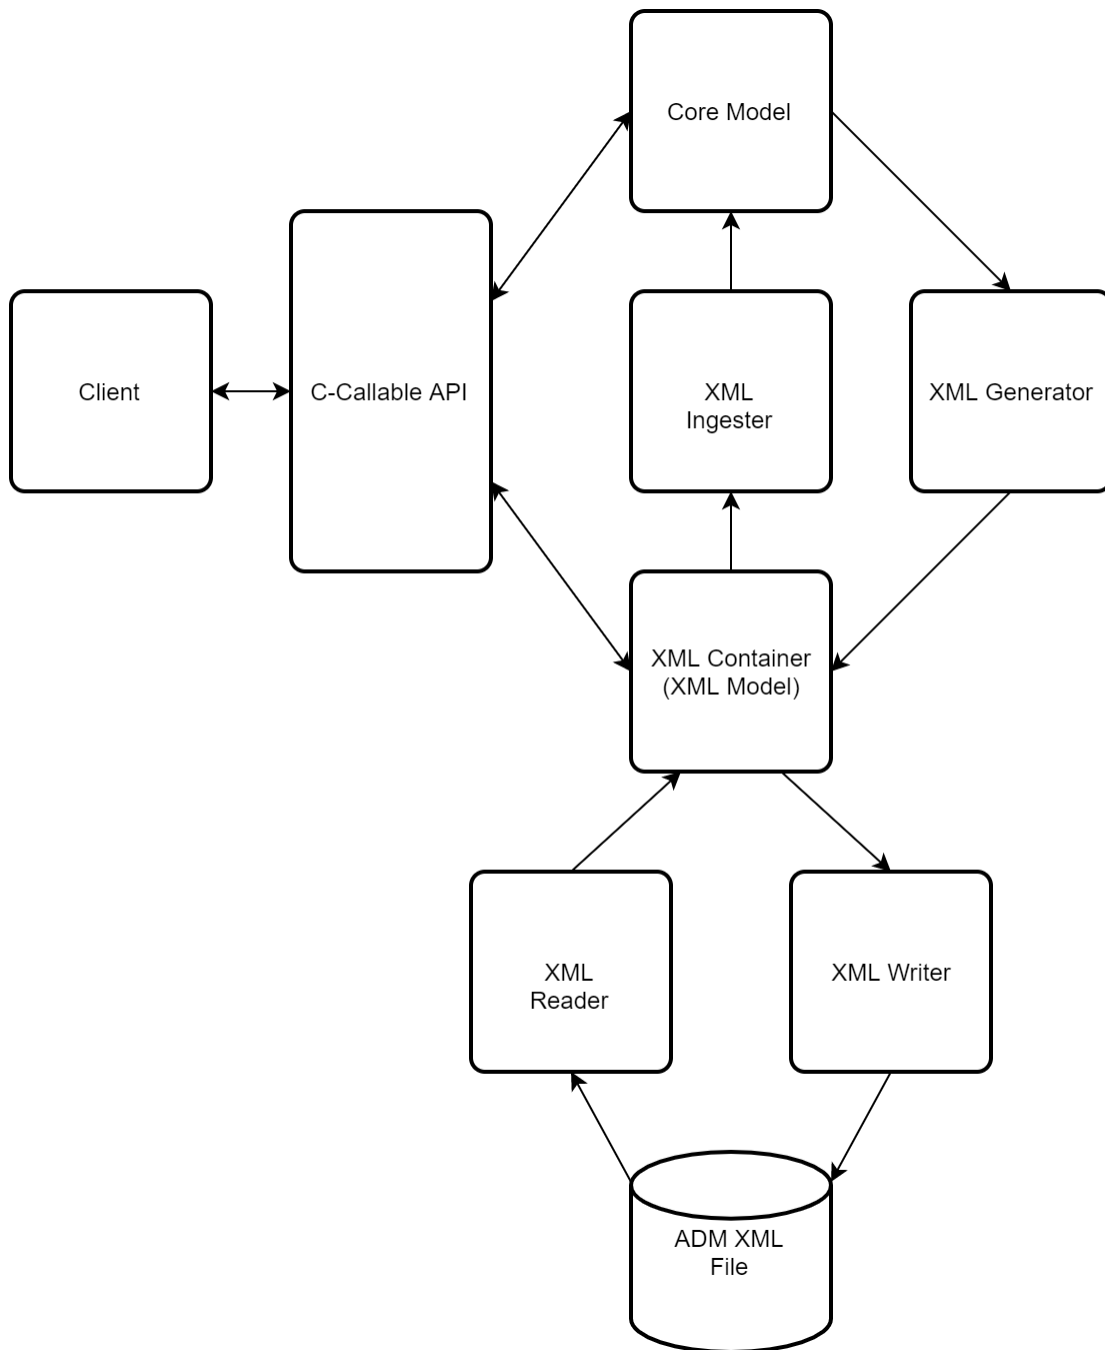 Core Model
Client
C-Callable API
XML
Ingester
XML Generator
XML Container
(XML Model)
XML
Reader
XML Writer
ADM XML
File